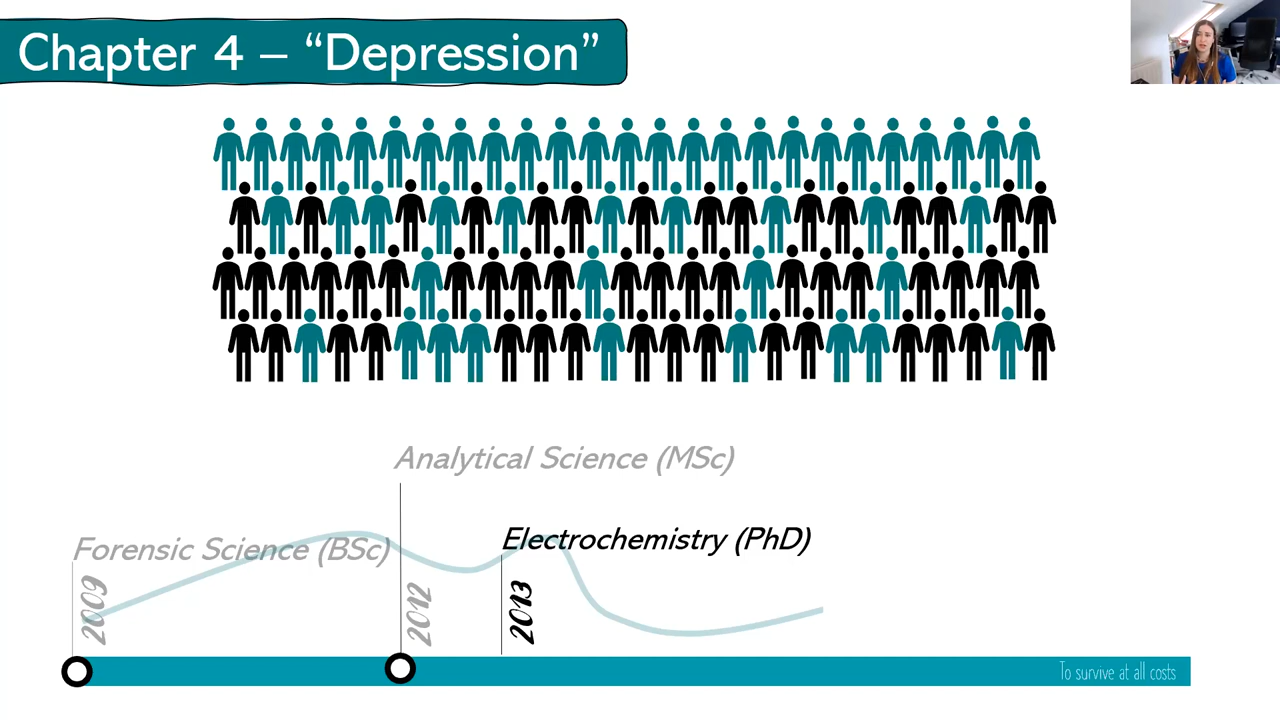 Chapter 4 – “Depression”
Analytical Science (MSc)
Forensic Science (BSc)
Electrochemistry (PhD)
2009
2012
2013
To survive at all costs